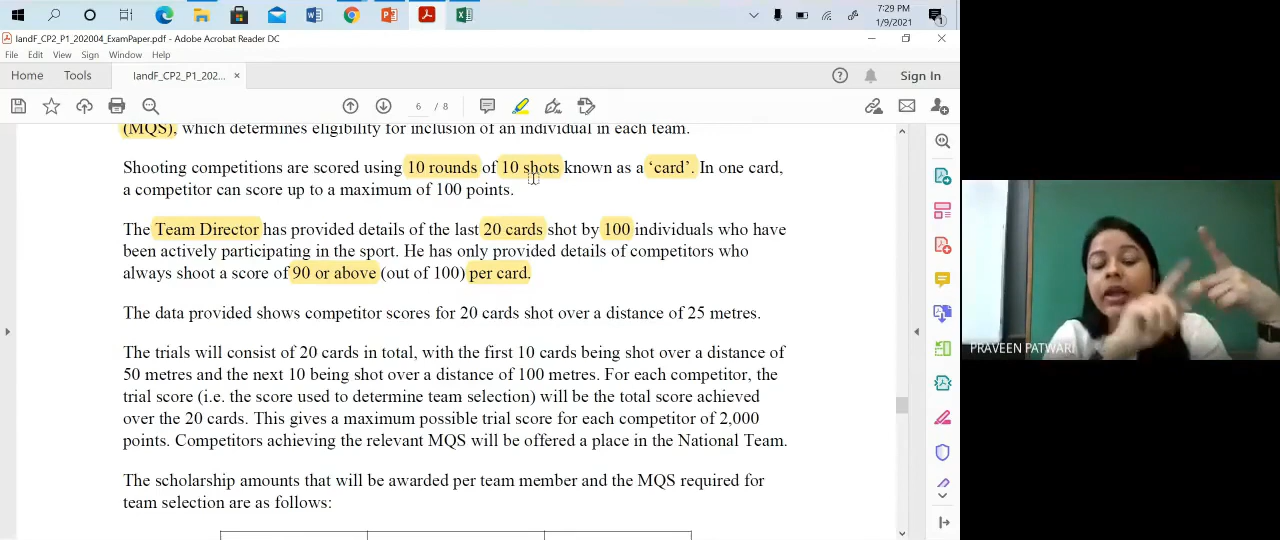 7:29 PM
1/9/2021
IandF_CP2_P1_202004_ExamPaper.pdf - Adobe Acrobat Reader DC
File Edit View Sign Window Help
Home Tools IandF_CP2_P1_202... × Sign In
6 / 8
(MQS), which determines eligibility for inclusion of an individual in each team.
Shooting competitions are scored using 10 rounds of 10 shots known as a ‘card’. In one card,
a competitor can score up to a maximum of 100 points.
The Team Director has provided details of the last 20 cards shot by 100 individuals who have
been actively participating in the sport. He has only provided details of competitors who
always shoot a score of 90 or above (out of 100) per card.
The data provided shows competitor scores for 20 cards shot over a distance of 25 metres.
The trials will consist of 20 cards in total, with the first 10 cards being shot over a distance of
50 metres and the next 10 being shot over a distance of 100 metres. For each competitor, the
trial score (i.e. the score used to determine team selection) will be the total score achieved
over the 20 cards. This gives a maximum possible trial score for each competitor of 2,000
points. Competitors achieving the relevant MQS will be offered a place in the National Team.
The scholarship amounts that will be awarded per team member and the MQS required for
team selection are as follows:
PRAVEEN PATWARI